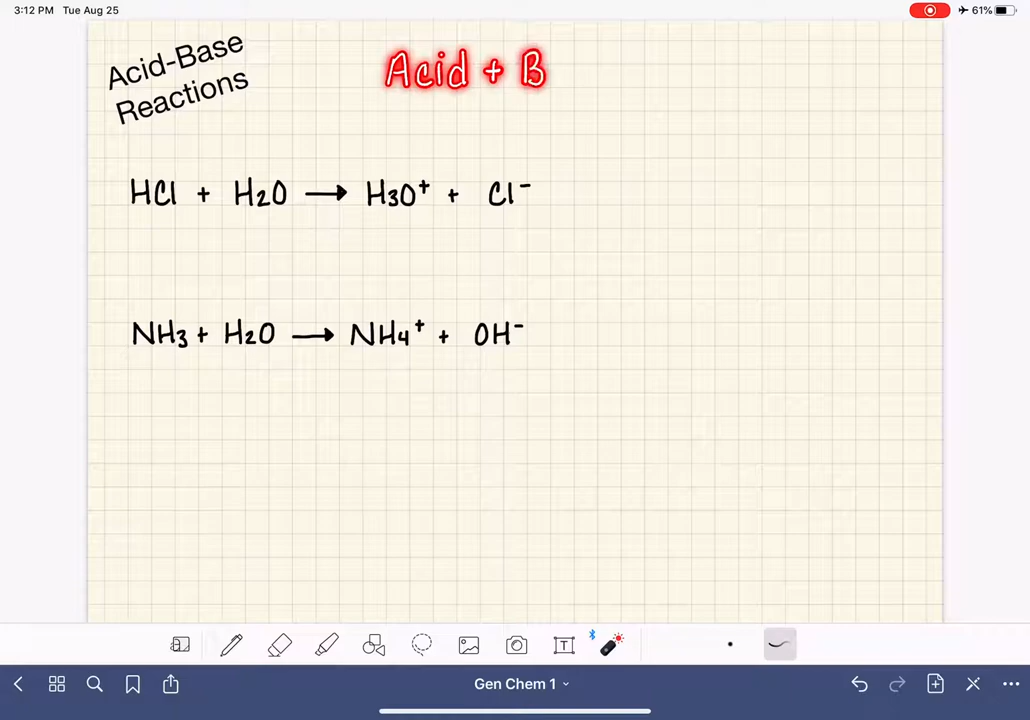 3:12 PM Tue Aug 25
61%
Acid-Base
Reactions
Acid + B
HCl + H2O → H3O⁺ + Cl⁻
NH3 + H2O → NH4⁺ + OH⁻
T
Gen Chem 1